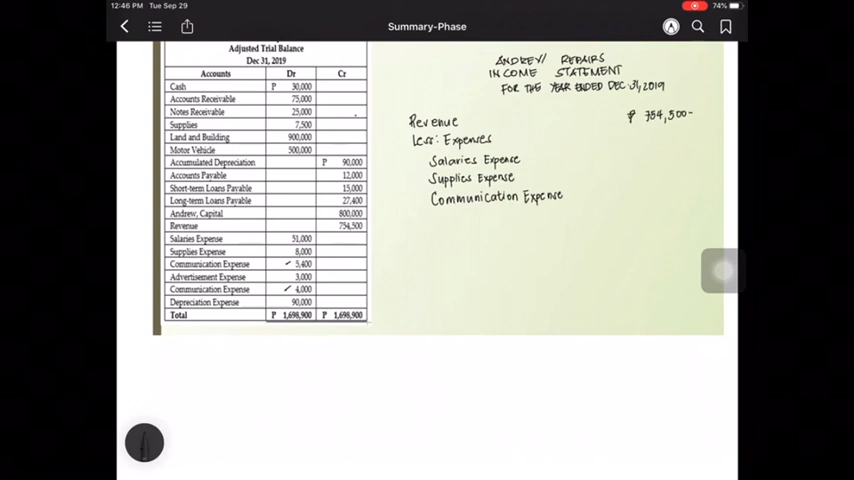 12:46 PM Tue Sep 29
74%
Summary-Phase
Adjusted Trial Balance
Dec 31, 2019
Accounts Dr Cr
Cash P 30,000
Accounts Receivable 75,000
Notes Receivable 25,000
Supplies 7,500
Land and Building 900,000
Motor Vehicle 500,000
Accumulated Depreciation P 90,000
Accounts Payable 12,000
Short-term Loans Payable 15,000
Long-term Loans Payable 27,400
Andrew, Capital 800,000
Revenue 754,500
Salaries Expense 51,000
Supplies Expense 8,000
Communication Expense 5,400
Advertisement Expense 3,000
Communication Expense 4,000
Depreciation Expense 90,000
Total P 1,698,900 P 1,698,900
REPAIRS
INCOME STATEMENT
FOR THE YEAR ENDED DEC. 31, 2019
Revenue ₱ 754,500-
Less: Expenses
Salaries Expense
Supplies Expense
Communication Expense